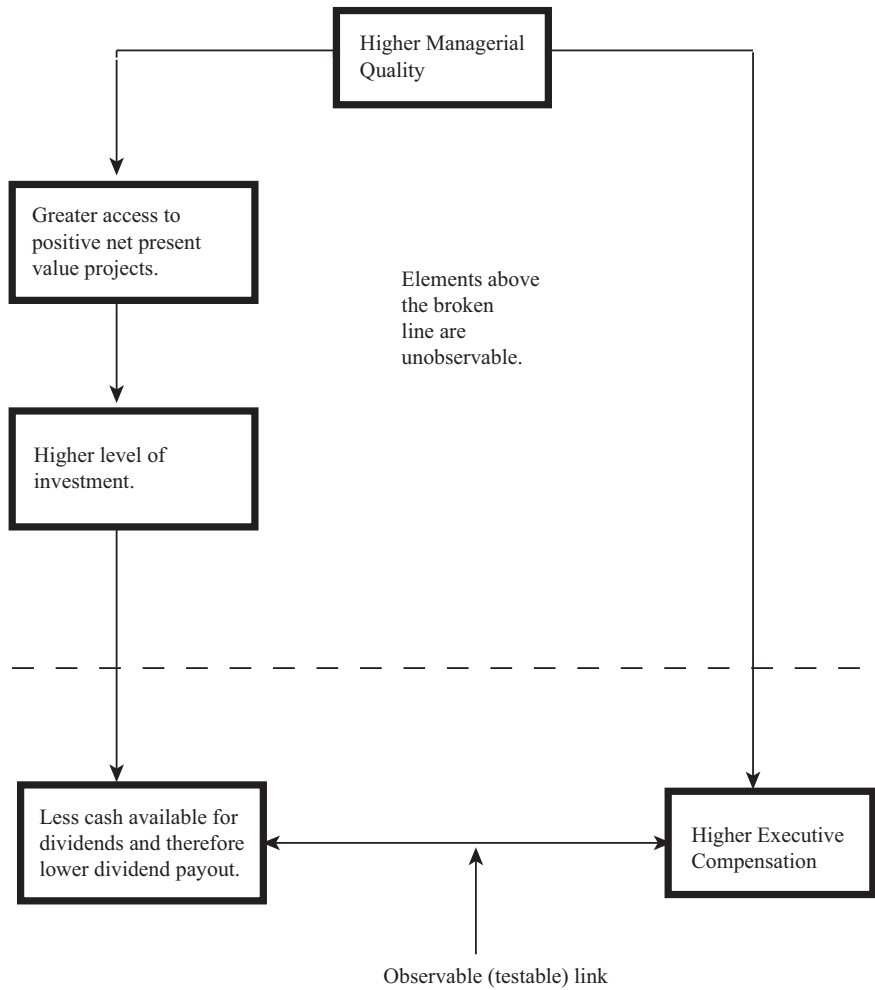 Higher Managerial
Quality
Greater access to
positive net present
value projects.
Elements above
the broken
line are
unobservable.
Higher level of
investment.
Less cash available for
dividends and therefore
lower dividend payout.
Higher Executive
Compensation
Observable (testable) link